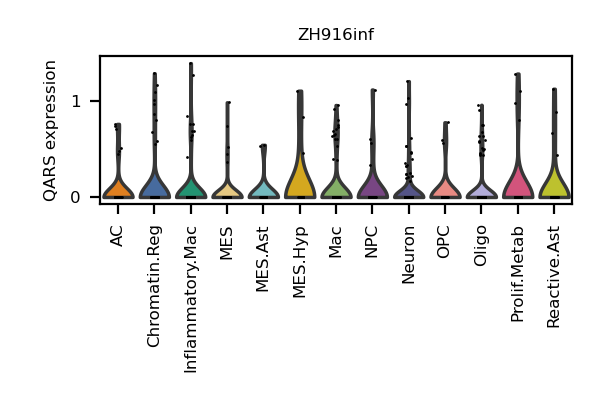 ZH916inf
QARS expression
1
0
AC
Chromatin.Reg
Inflammatory.Mac
MES
MES.Ast
MES.Hyp
Mac
NPC
Neuron
OPC
Oligo
Prolif.Metab
Reactive.Ast